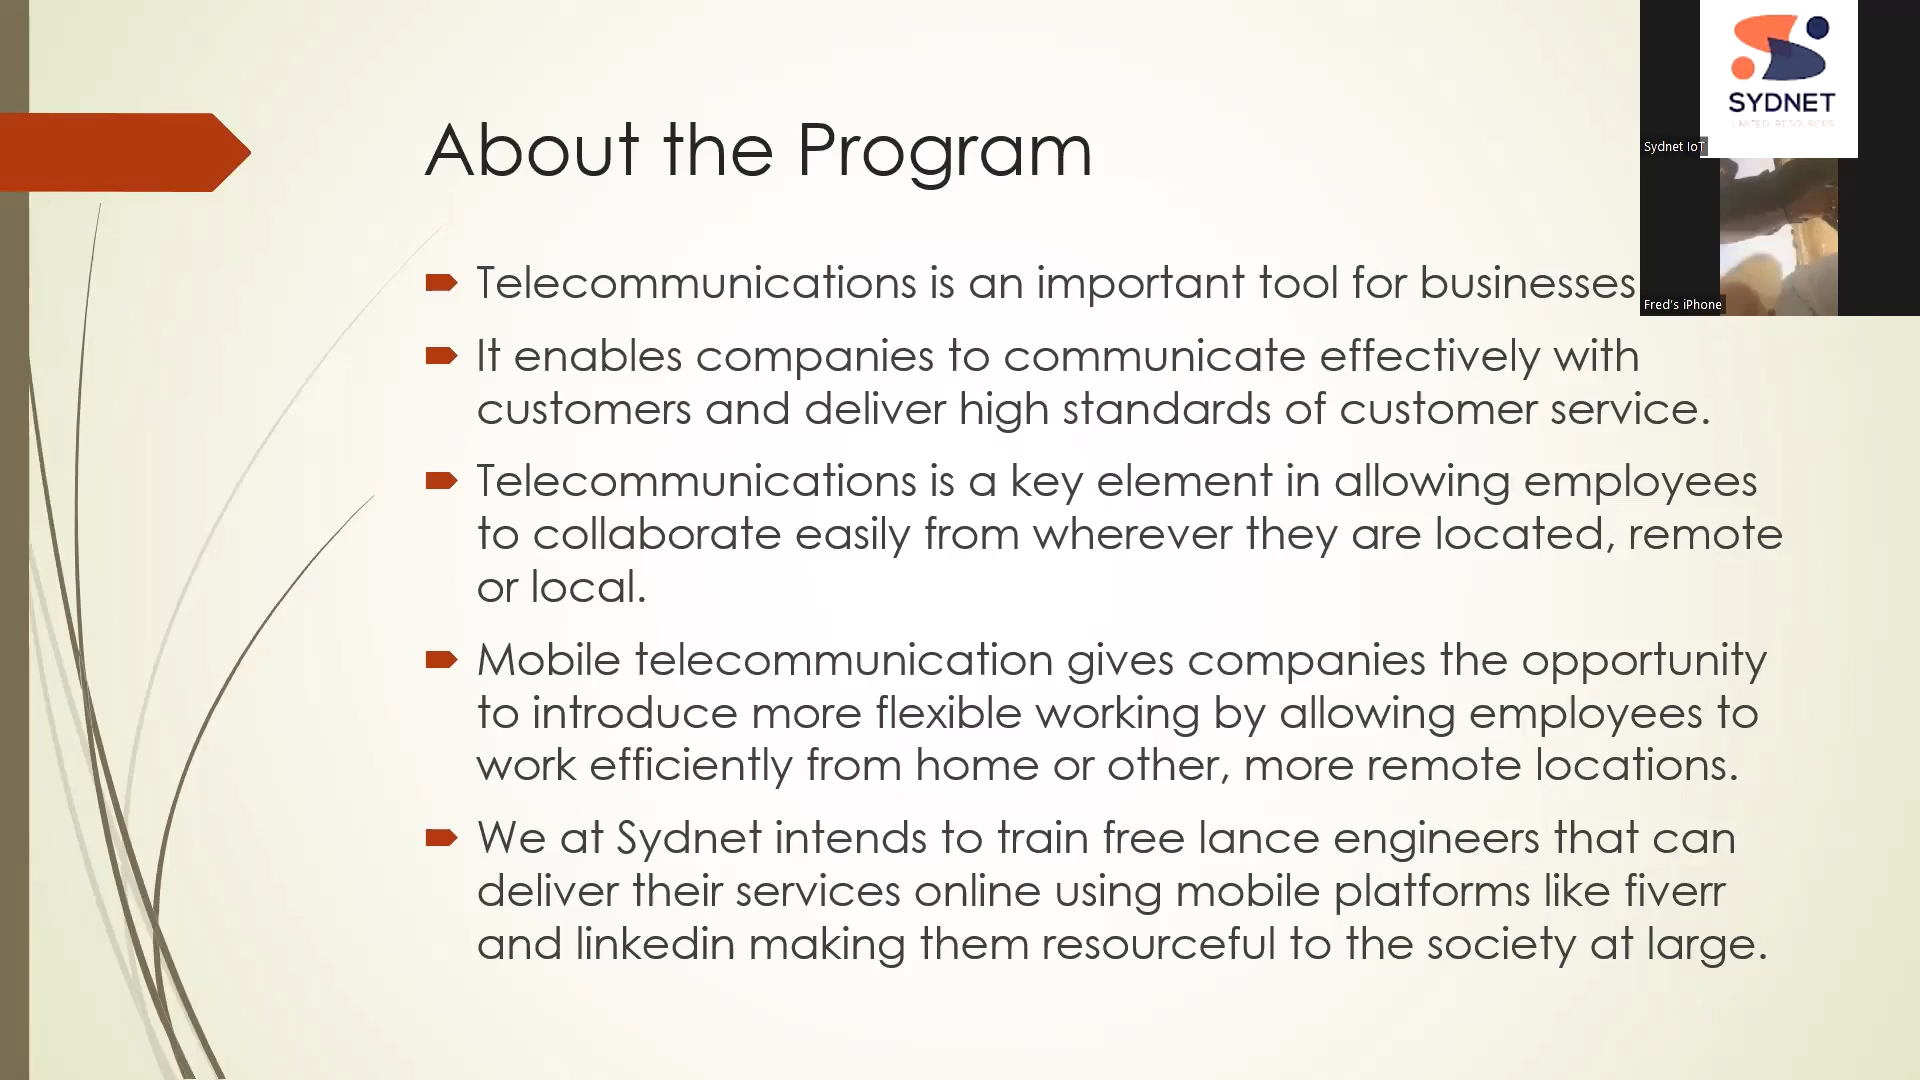 About the Program
Telecommunications is an important tool for businesses
It enables companies to communicate effectively with
customers and deliver high standards of customer service.
Telecommunications is a key element in allowing employees
to collaborate easily from wherever they are located, remote
or local.
Mobile telecommunication gives companies the opportunity
to introduce more flexible working by allowing employees to
work efficiently from home or other, more remote locations.
We at Sydnet intends to train free lance engineers that can
deliver their services online using mobile platforms like fiverr
and linkedin making them resourceful to the society at large.
SYDNET
LIMITED RESOURCES
Sydnet IoT
Fred's iPhone